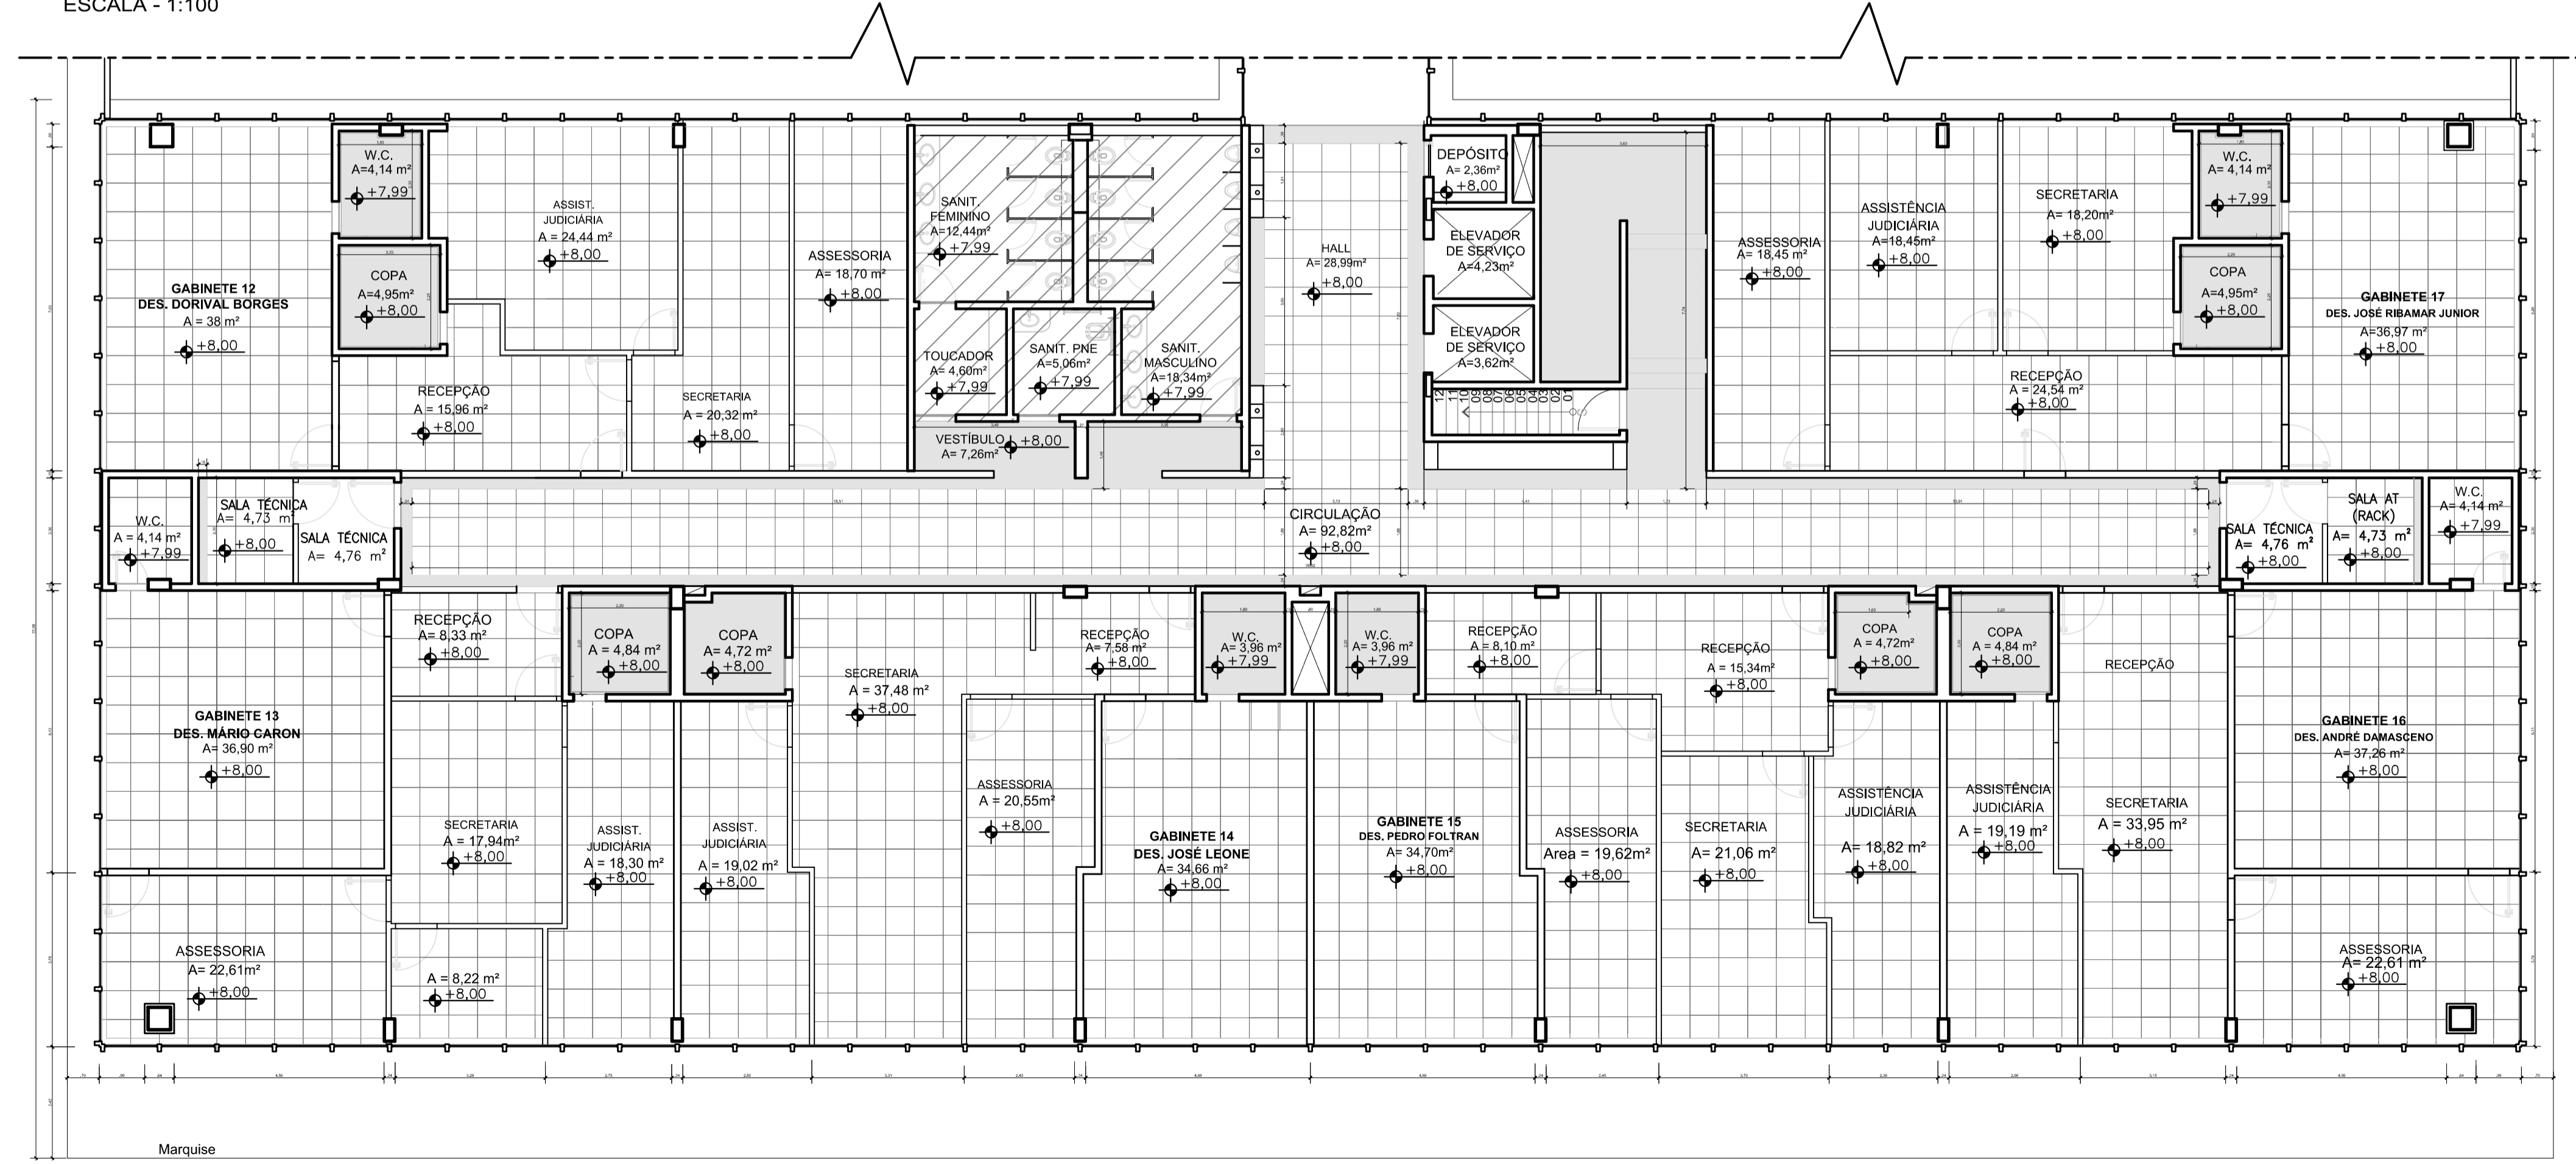 ESCALA - 1:100
W.C.
A=4,14 m²
+7,99
COPA
A=4,95m²
+8,00
GABINETE 12
DES. DORIVAL BORGES
A = 38 m²
+8,00
ASSIST.
JUDICIÁRIA
A = 24,44 m²
+8,00
RECEPÇÃO
A = 15,96 m²
+8,00
SECRETARIA
A = 20,32 m²
+8,00
ASSESSORIA
A= 18,70 m²
+8,00
SANIT.
FEMININO
A=12,44m²
+7,99
TOUCADOR
A= 4,60m²
+7,99
SANIT. PNE
A=5,06m²
+7,99
SANIT.
MASCULINO
A=18,34m²
+7,99
VESTÍBULO
A= 7,26m²
+8,00
HALL
A= 28,99m²
+8,00
DEPÓSITO
A= 2,36m²
+8,00
ELEVADOR
DE SERVIÇO
A=4,23m²
ELEVADOR
DE SERVIÇO
A=3,62m²
12 11 10 09 08 07 06 05 04 03 02 01
ASSESSORIA
A= 18,45 m²
+8,00
ASSISTÊNCIA
JUDICIÁRIA
A=18,45m²
+8,00
SECRETARIA
A= 18,20m²
+8,00
W.C.
A= 4,14 m²
+7,99
COPA
A=4,95m²
+8,00
RECEPÇÃO
A= 24,54 m²
+8,00
GABINETE 17
DES. JOSÉ RIBAMAR JUNIOR
A=36,97 m²
+8,00
W.C.
A = 4,14 m²
+7,99
SALA TÉCNICA
A= 4,73 m²
+8,00
SALA TÉCNICA
A= 4,76 m²
CIRCULAÇÃO
A= 92,82m²
+8,00
SALA TÉCNICA
A= 4,76 m²
+8,00
SALA AT
(RACK)
A= 4,73 m²
+8,00
W.C.
A=4,14 m²
+7,99
GABINETE 13
DES. MÁRIO CARON
A= 36,90 m²
+8,00
ASSESSORIA
A= 22,61m²
+8,00
RECEPÇÃO
A= 8,33 m²
+8,00
SECRETARIA
A = 17,94m²
+8,00
A = 8,22 m²
+8,00
COPA
A = 4,84 m²
+8,00
COPA
A= 4,72 m²
+8,00
ASSIST.
JUDICIÁRIA
A = 18,30 m²
+8,00
ASSIST.
JUDICIÁRIA
A = 19,02 m²
+8,00
SECRETARIA
A = 37,48 m²
+8,00
ASSESSORIA
A = 20,55m²
+8,00
RECEPÇÃO
A= 7,58 m²
+8,00
W.C.
A= 3,96 m²
+7,99
W.C.
A= 3,96 m²
+7,99
GABINETE 14
DES. JOSÉ LEONE
A= 34,66 m²
+8,00
GABINETE 15
DES. PEDRO FOLTRAN
A= 34,70m²
+8,00
RECEPÇÃO
A = 8,10 m²
+8,00
ASSESSORIA
Area = 19,62m²
+8,00
RECEPÇÃO
A = 15,34m²
+8,00
SECRETARIA
A= 21,06 m²
+8,00
COPA
A = 4,72m²
+8,00
COPA
A= 4,84 m²
+8,00
ASSISTÊNCIA
JUDICIÁRIA
A= 18,82 m²
+8,00
ASSISTÊNCIA
JUDICIÁRIA
A = 19,19 m²
+8,00
RECEPÇÃO
SECRETARIA
A = 33,95 m²
+8,00
GABINETE 16
DES. ANDRÉ DAMASCENO
A= 37,26 m²
+8,00
ASSESSORIA
A= 22,61 m²
+8,00
Marquise